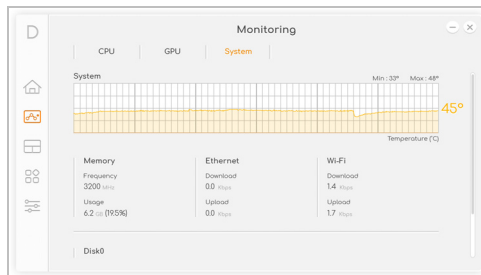 D
Monitoring
CPU GPU System
System Min : 33° Max : 48°
45°
Temperature (°C)
Memory Ethernet Wi-Fi
Frequency Download Download
3200 MHz 0.0 Kbps 1.4 Kbps
Usage Upload Upload
6.2 GB (19.5%) 0.0 Kbps 1.7 Kbps
Disk0